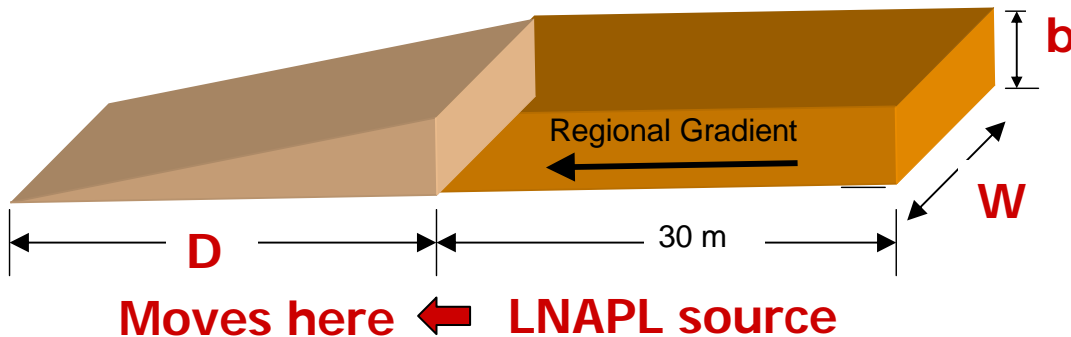 b
Regional Gradient
W
D
30 m
Moves here LNAPL source